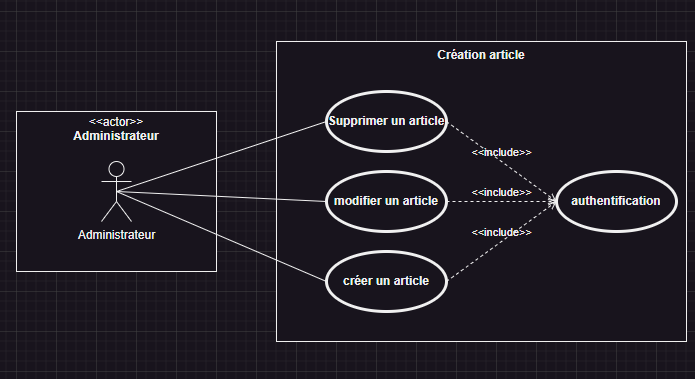 Création article
<<actor>>
Administrateur
Administrateur
Supprimer un article
modifier un article
créer un article
<<include>>
<<include>>
<<include>>
authentification